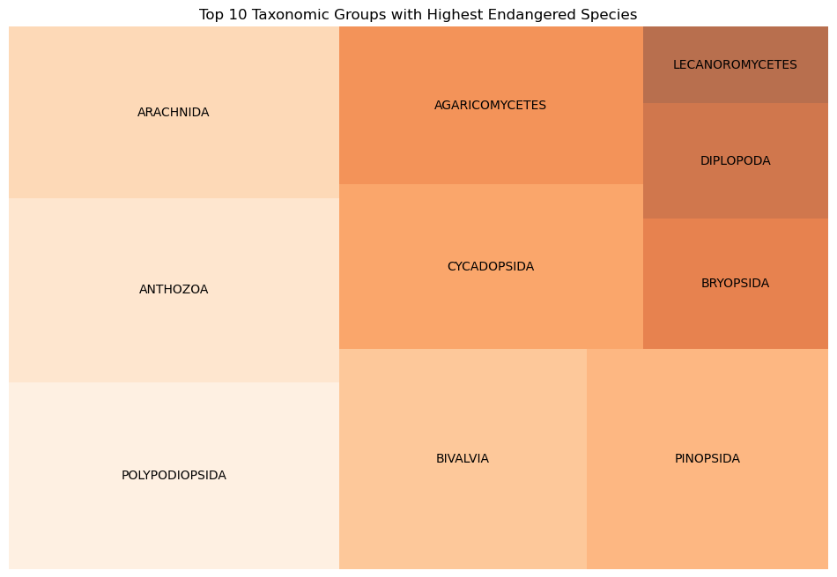 Top 10 Taxonomic Groups with Highest Endangered Species
ARACHNIDA
AGARICOMYCETES
LECANOROMYCETES
DIPLOPODA
ANTHOZOA
CYCADOPSIDA
BRYOPSIDA
POLYPODIOPSIDA
BIVALVIA
PINOPSIDA